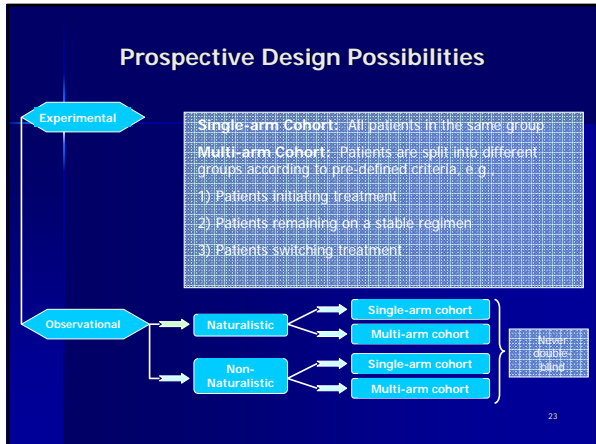 Prospective Design Possibilities
Experimental
Single-arm Cohort: All patients in the same group
Multi-arm Cohort: Patients are split into different
groups according to pre-defined criteria, e.g.,
1) Patients initiating treatment
2) Patients remaining on a stable regimen
3) Patients switching treatment
Observational
Naturalistic
Single-arm cohort
Multi-arm cohort
Non-
Naturalistic
Single-arm cohort
Multi-arm cohort
Never
double-
blind
23